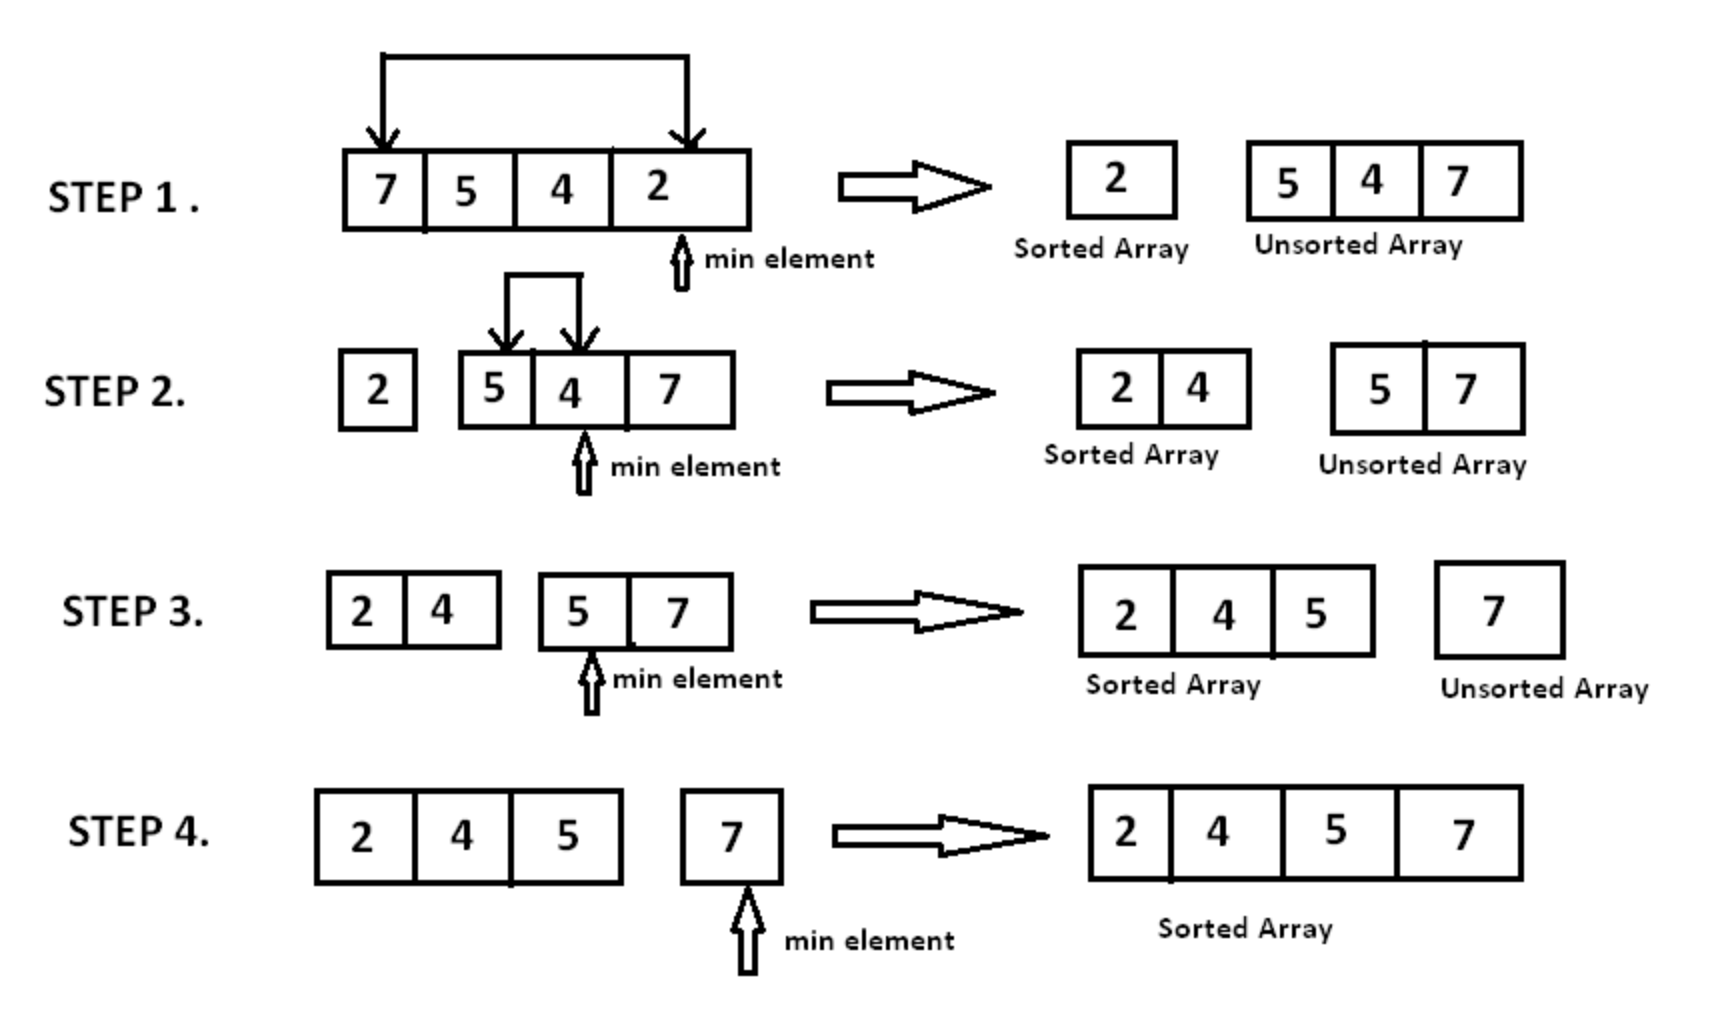 STEP 1 . 7 5 4 2 2 5 4 7
min element Sorted Array Unsorted Array
STEP 2. 2 5 4 7 2 4 5 7
min element Sorted Array Unsorted Array
STEP 3. 2 4 5 7 2 4 5 7
min element Sorted Array Unsorted Array
STEP 4. 2 4 5 7 2 4 5 7
min element Sorted Array